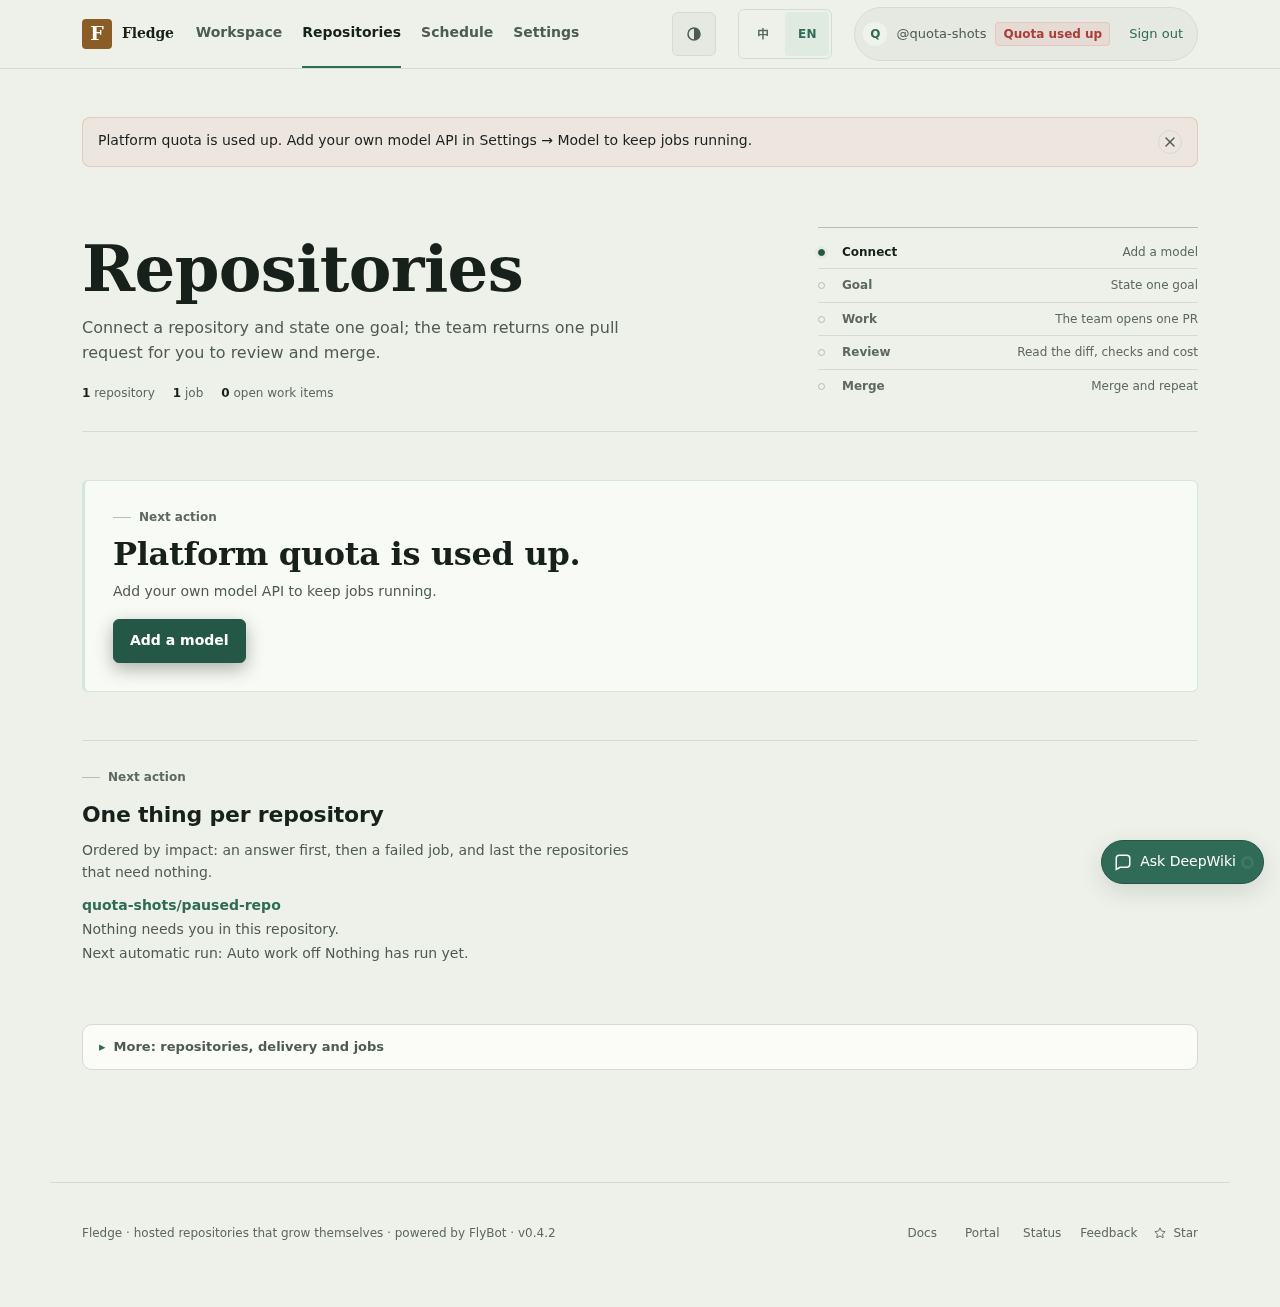 F Fledge Workspace Repositories Schedule Settings 中 EN Q @quota-shots Quota used up Sign out
Platform quota is used up. Add your own model API in Settings → Model to keep jobs running.
Repositories
Connect a repository and state one goal; the team returns one pull
request for you to review and merge.
1 repository 1 job 0 open work items
Connect Add a model
Goal State one goal
Work The team opens one PR
Review Read the diff, checks and cost
Merge Merge and repeat
Next action
Platform quota is used up.
Add your own model API to keep jobs running.
Add a model
Next action
One thing per repository
Ordered by impact: an answer first, then a failed job, and last the repositories
that need nothing.
quota-shots/paused-repo
Nothing needs you in this repository.
Next automatic run: Auto work off Nothing has run yet.
Ask DeepWiki
▸ More: repositories, delivery and jobs
Fledge · hosted repositories that grow themselves · powered by FlyBot · v0.4.2
Docs Portal Status Feedback Star